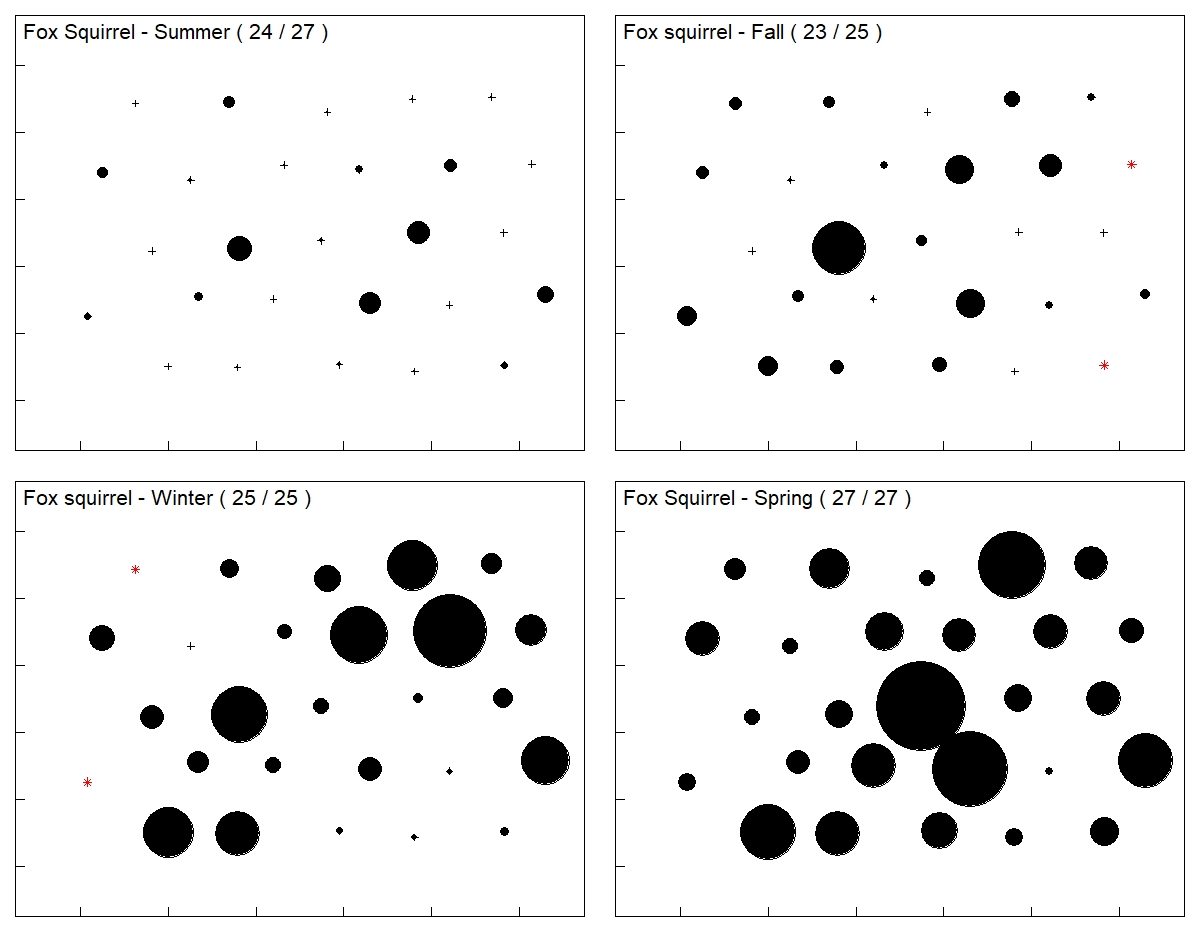 Fox Squirrel - Summer ( 24 / 27 )
Fox squirrel - Fall ( 23 / 25 )
Fox squirrel - Winter ( 25 / 25 )
Fox Squirrel - Spring ( 27 / 27 )